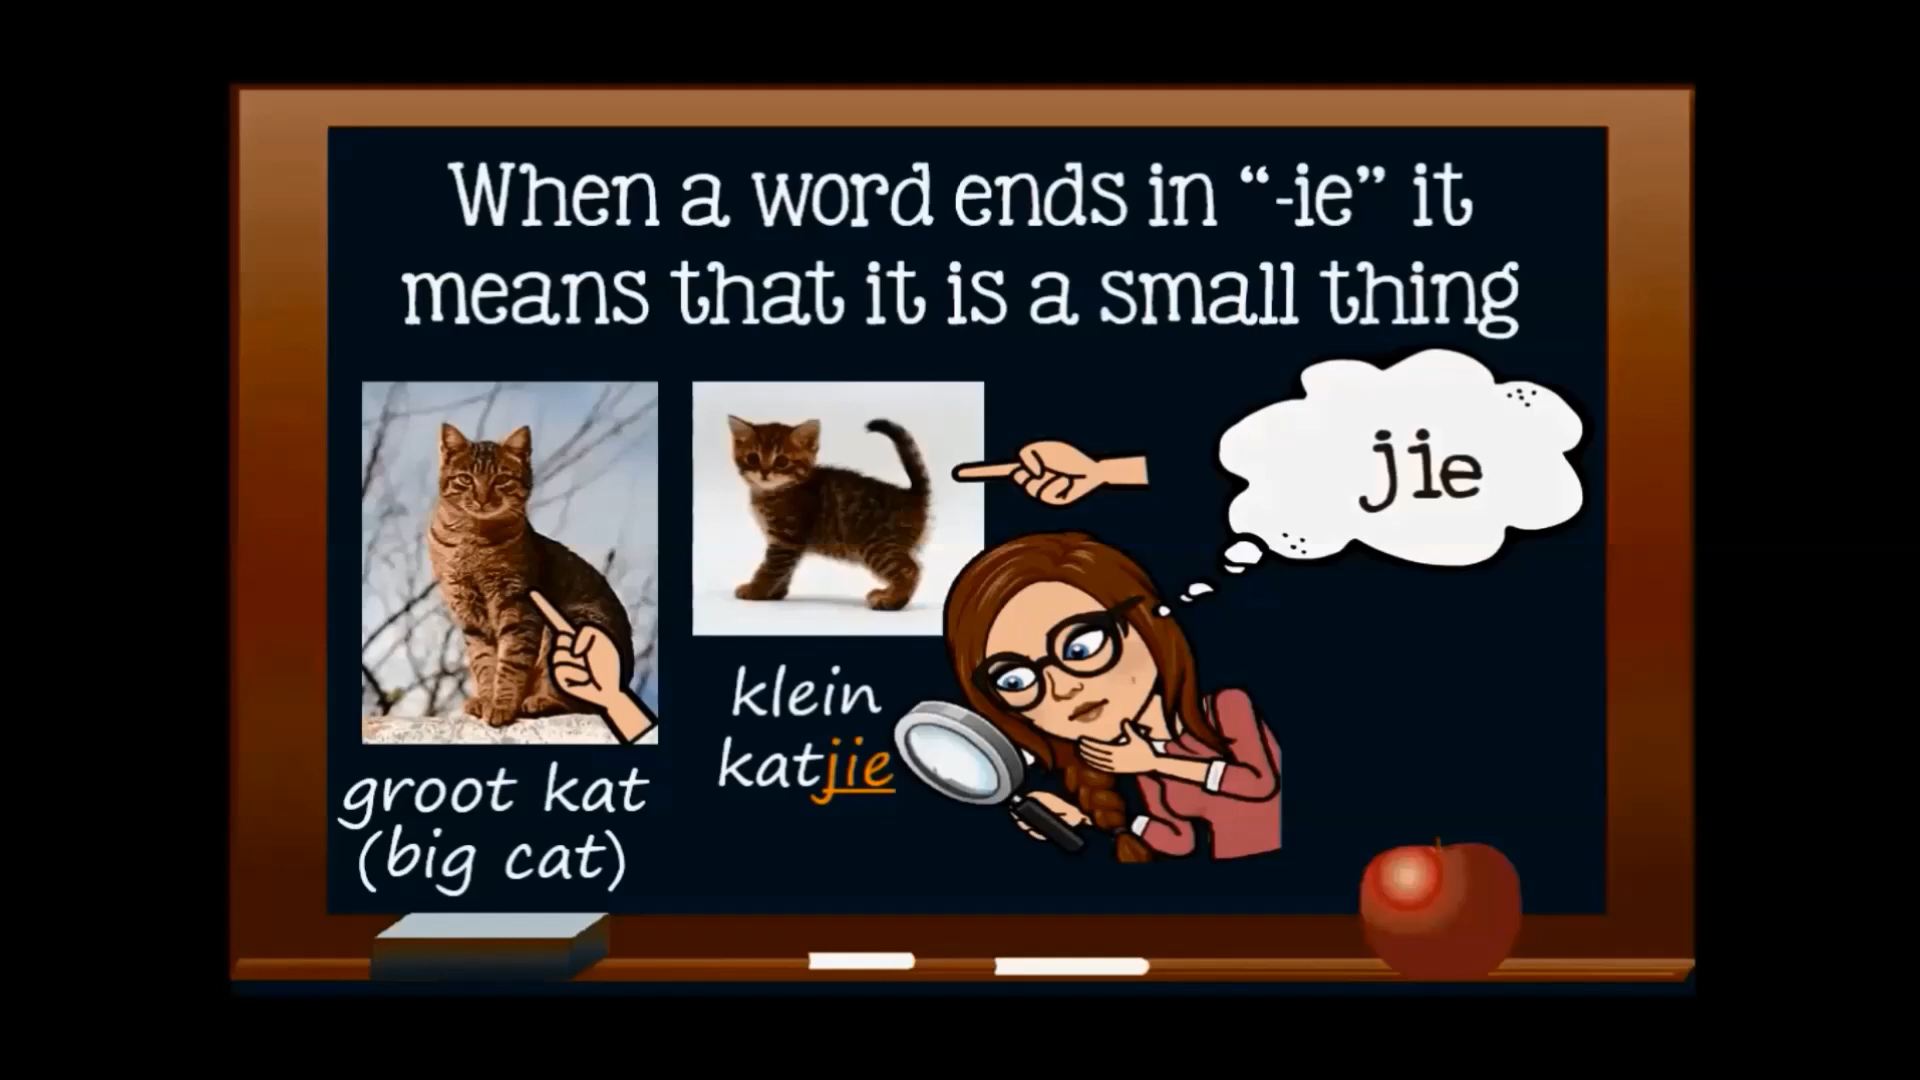 When a word ends in “-ie” it
means that it is a small thing
jie
klein
katjie
groot kat
(big cat)